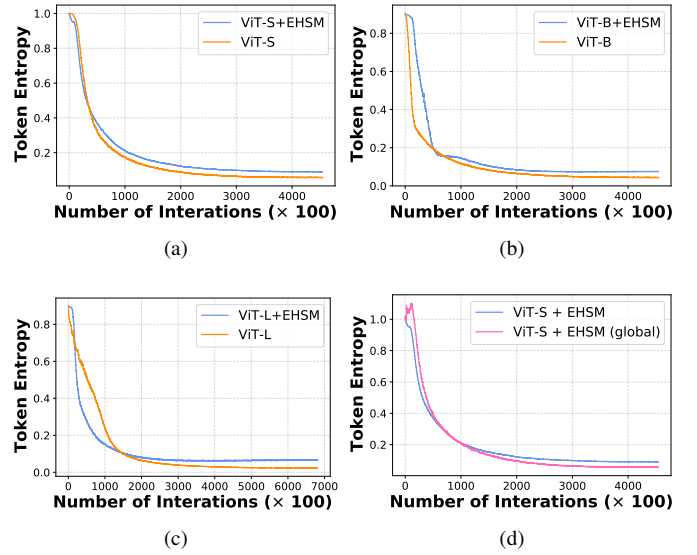 1.0
0.8
0.6
0.4
0.2
Token Entropy
ViT-S+EHSM
ViT-S
0 1000 2000 3000 4000
Number of Interations (× 100)
(a)
0.8
0.6
0.4
0.2
0.0
Token Entropy
ViT-B+EHSM
ViT-B
0 1000 2000 3000 4000
Number of Interations (× 100)
(b)
0.8
0.6
0.4
0.2
0.0
Token Entropy
ViT-L+EHSM
ViT-L
0 1000 2000 3000 4000 5000 6000 7000
Number of Interations (× 100)
(c)
1.0
0.8
0.6
0.4
0.2
Token Entropy
ViT-S + EHSM
ViT-S + EHSM (global)
0 1000 2000 3000 4000
Number of Interations (× 100)
(d)